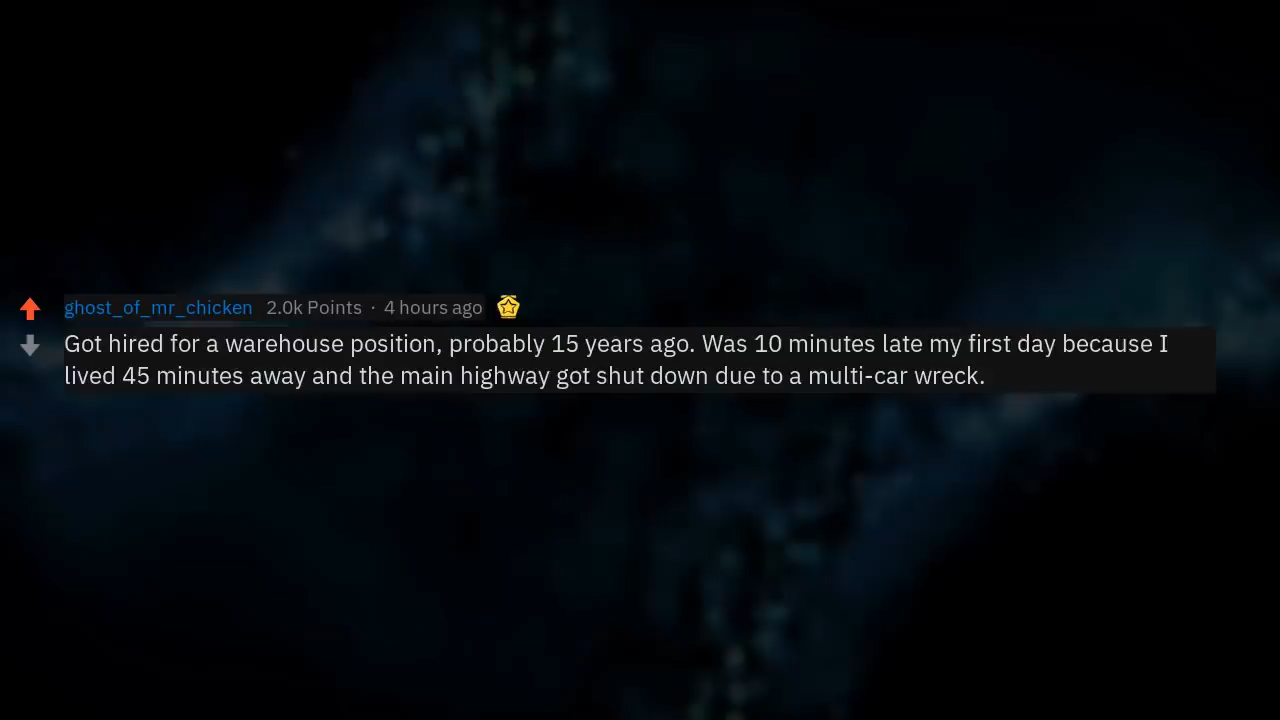 ghost_of_mr_chicken 2.0k Points · 4 hours ago
Got hired for a warehouse position, probably 15 years ago. Was 10 minutes late my first day because I
lived 45 minutes away and the main highway got shut down due to a multi-car wreck.